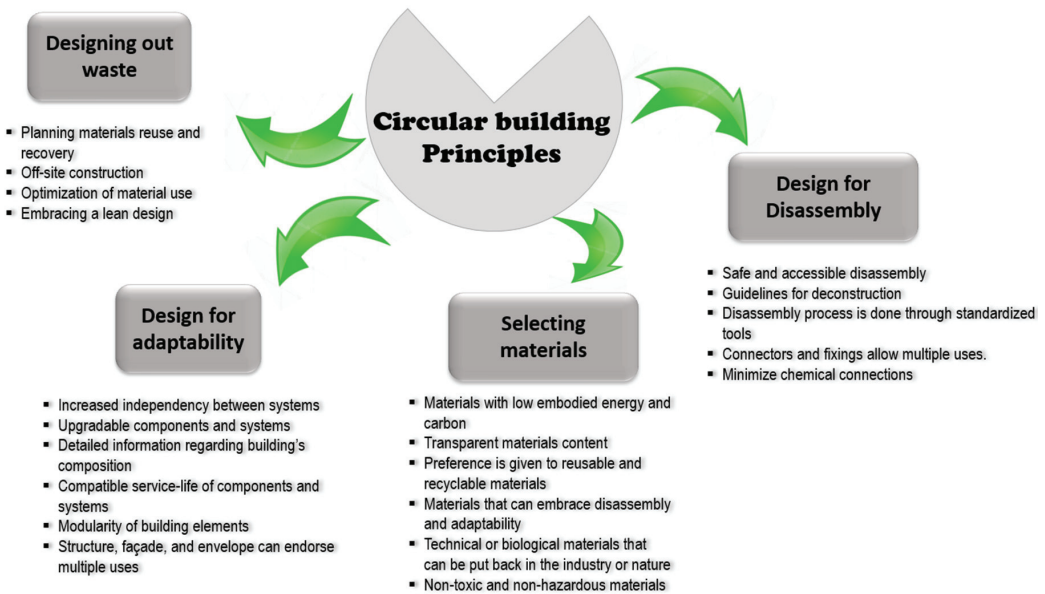 Circular building
Principles
Designing out
waste
▪ Planning materials reuse and
recovery
▪ Off-site construction
▪ Optimization of material use
▪ Embracing a lean design
Design for
adaptability
▪ Increased independency between systems
▪ Upgradable components and systems
▪ Detailed information regarding building's
composition
▪ Compatible service-life of components and
systems
▪ Modularity of building elements
▪ Structure, façade, and envelope can endorse
multiple uses
Selecting
materials
▪ Materials with low embodied energy and
carbon
▪ Transparent materials content
▪ Preference is given to reusable and
recyclable materials
▪ Materials that can embrace disassembly
and adaptability
▪ Technical or biological materials that
can be put back in the industry or nature
▪ Non-toxic and non-hazardous materials
Design for
Disassembly
▪ Safe and accessible disassembly
▪ Guidelines for deconstruction
▪ Disassembly process is done through standardized
tools
▪ Connectors and fixings allow multiple uses.
▪ Minimize chemical connections